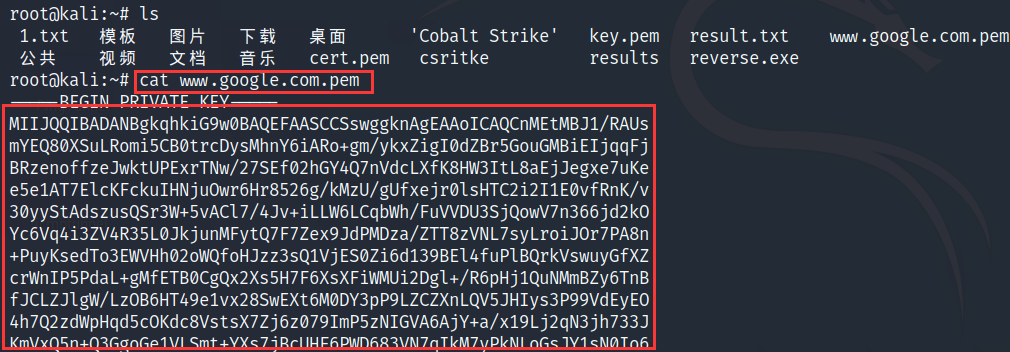 root@kali:~# ls
1.txt 模板 图片 下载 桌面 'Cobalt Strike' key.pem result.txt www.google.com.pem
公共 视频 文档 音乐 cert.pem csritke results reverse.exe
root@kali:~# cat www.google.com.pem
-----BEGIN PRIVATE KEY-----
MIIJQQIBADANBgkqhkiG9w0BAQEFAASCCSswggknAgEAAoICAQCnMEtMBJ1/RAUs
mYEQ80XSuLRomi5CB0trcDysMhnY6iARo+gm/ykxZigI0dZBr5GouGMBiEIjqqFj
BRzenoffzeJwktUPExrTNw/27SEf02hGY4Q7nVdcLXfK8HW3ItL8aEjJegxe7uKe
e5e1AT7ElcKFckuIHNjuOwr6Hr8526g/kMzU/gUfxejr0lsHTC2i2I1E0vfRnK/v
30yyStAdszusQSr3W+5vACl7/4Jv+iLLW6LCqbWh/FuVVDU3SjQowV7n366jd2kO
Yc6Vq4i3ZV4R35L0JkjunMFytQ7F7Zex9JdPMDza/ZTT8zVNL7syLroiJOr7PA8n
+PuyKsedTo3EWVHh02oWQfoHJzz3sQ1VjES0Zi6d139BEl4fuPlBQrkVswuyGfXZ
crWnIP5PdaL+gMfETB0CgQx2Xs5H7F6XsXFiWMUi2Dgl+/R6pHj1QuNMmBZy6TnB
fJCLZJlgW/LzOB6HT49e1vx28SwEXt6M0DY3pP9LZCZXnLQV5JHIys3P99VdEyEO
4h7Q2zdWpHqd5cOKdc8VstsX7Zj6z079ImP5zNIGVA6AjY+a/x19Lj2qN3jh733J